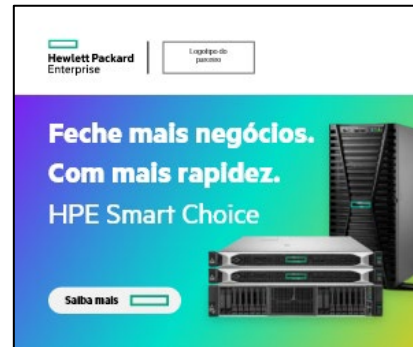 Hewlett Packard
Enterprise
Logotipo do
parceiro
Feche mais negócios.
Com mais rapidez.
HPE Smart Choice
Saiba mais